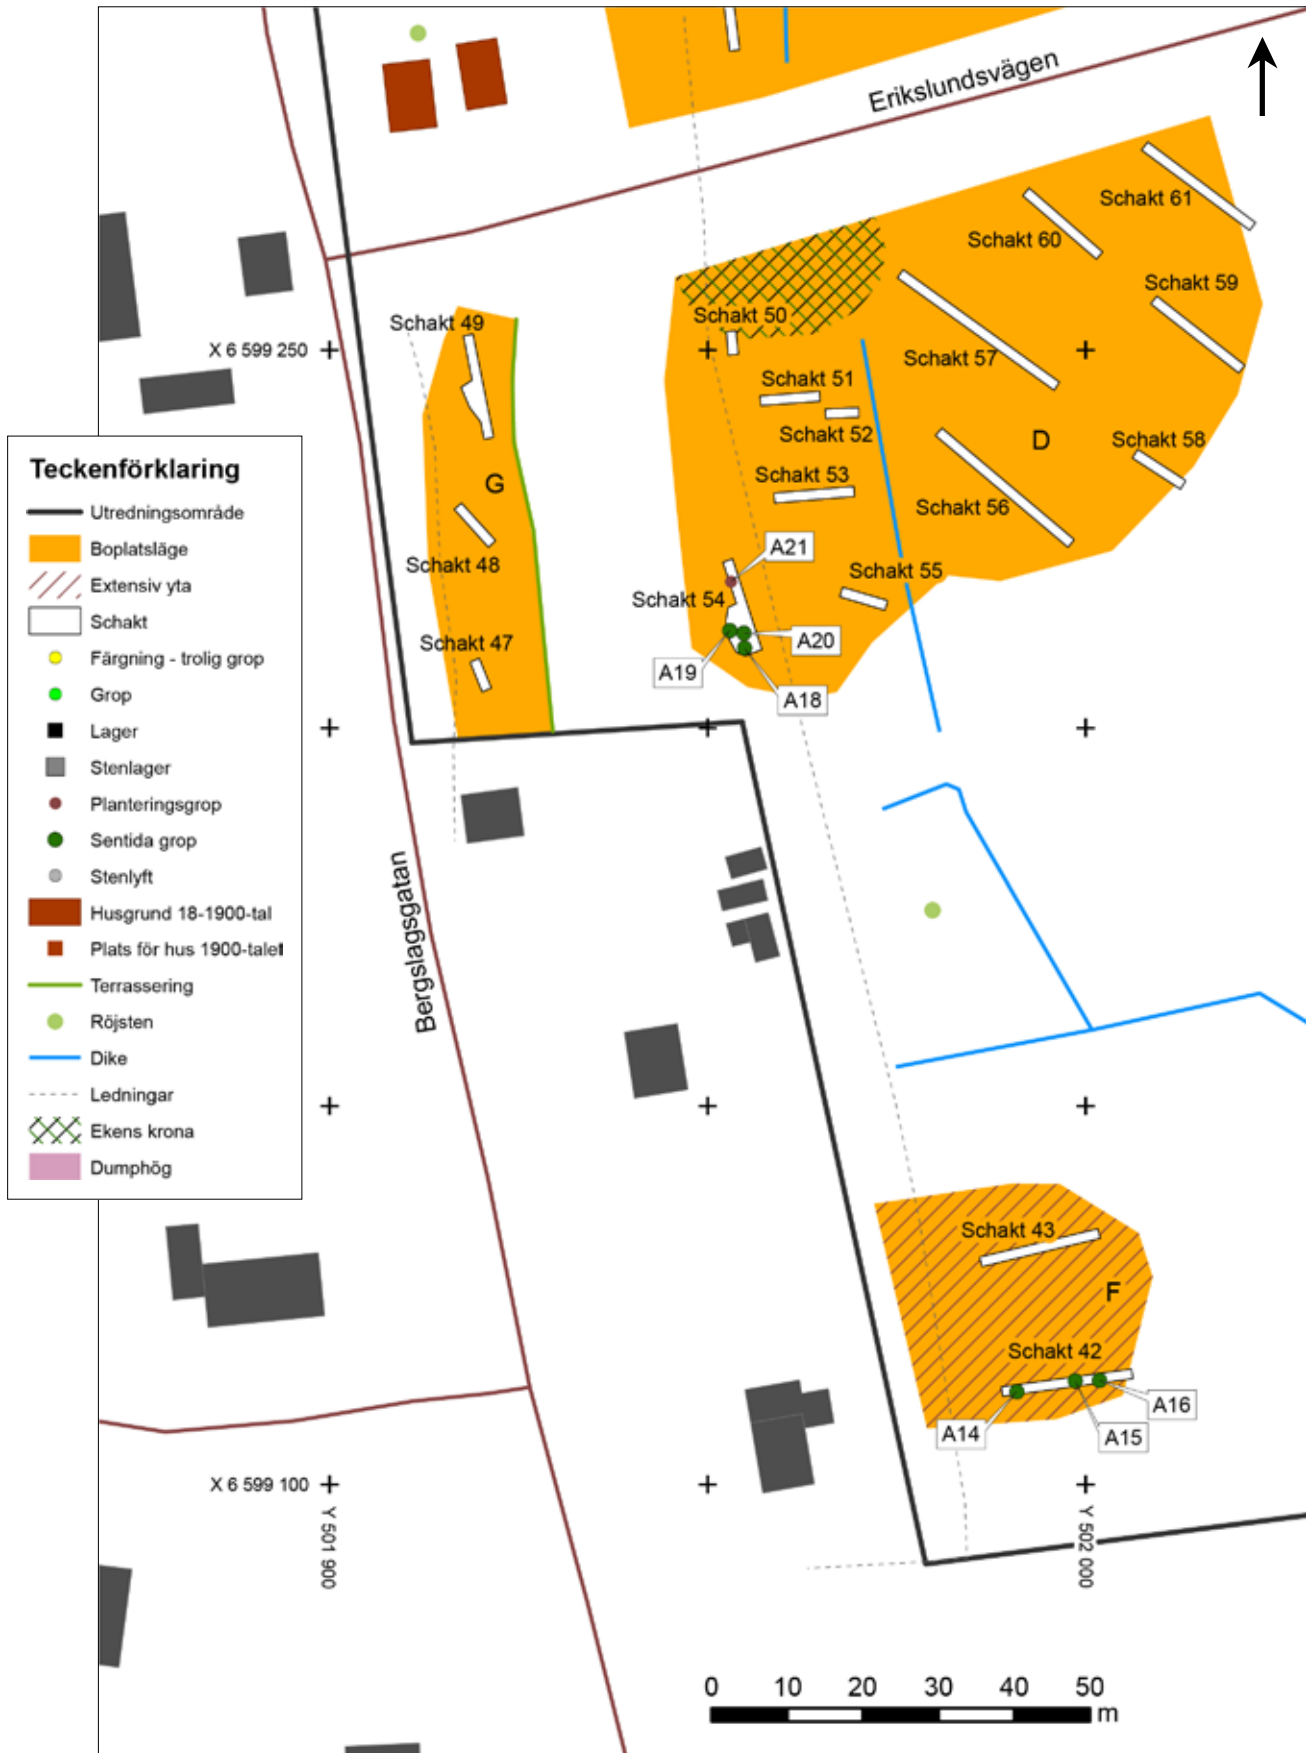 Erikslundsvägen
Schakt 61
Schakt 60
Schakt 59
Schakt 50
Schakt 49
X 6 599 250
Schakt 57
Schakt 51
Schakt 52
D
Schakt 58
Schakt 53
G
Schakt 56
A21
Schakt 48
Schakt 55
Schakt 54
Schakt 47
A20
A19
A18
Teckenförklaring
Utredningsområde
Boplatsläge
Extensiv yta
Schakt
Färgning - trolig grop
Grop
Lager
Stenlager
Planteringsgrop
Sentida grop
Stenlyft
Husgrund 18-1900-tal
Plats för hus 1900-talet
Terrassering
Röjsten
Dike
Ledningar
Ekens krona
Dumphög
Bergslagsgatan
Schakt 43
F
Schakt 42
A16
A14
A15
X 6 599 100
Y 501 900
Y 502 000
0 10 20 30 40 50
m